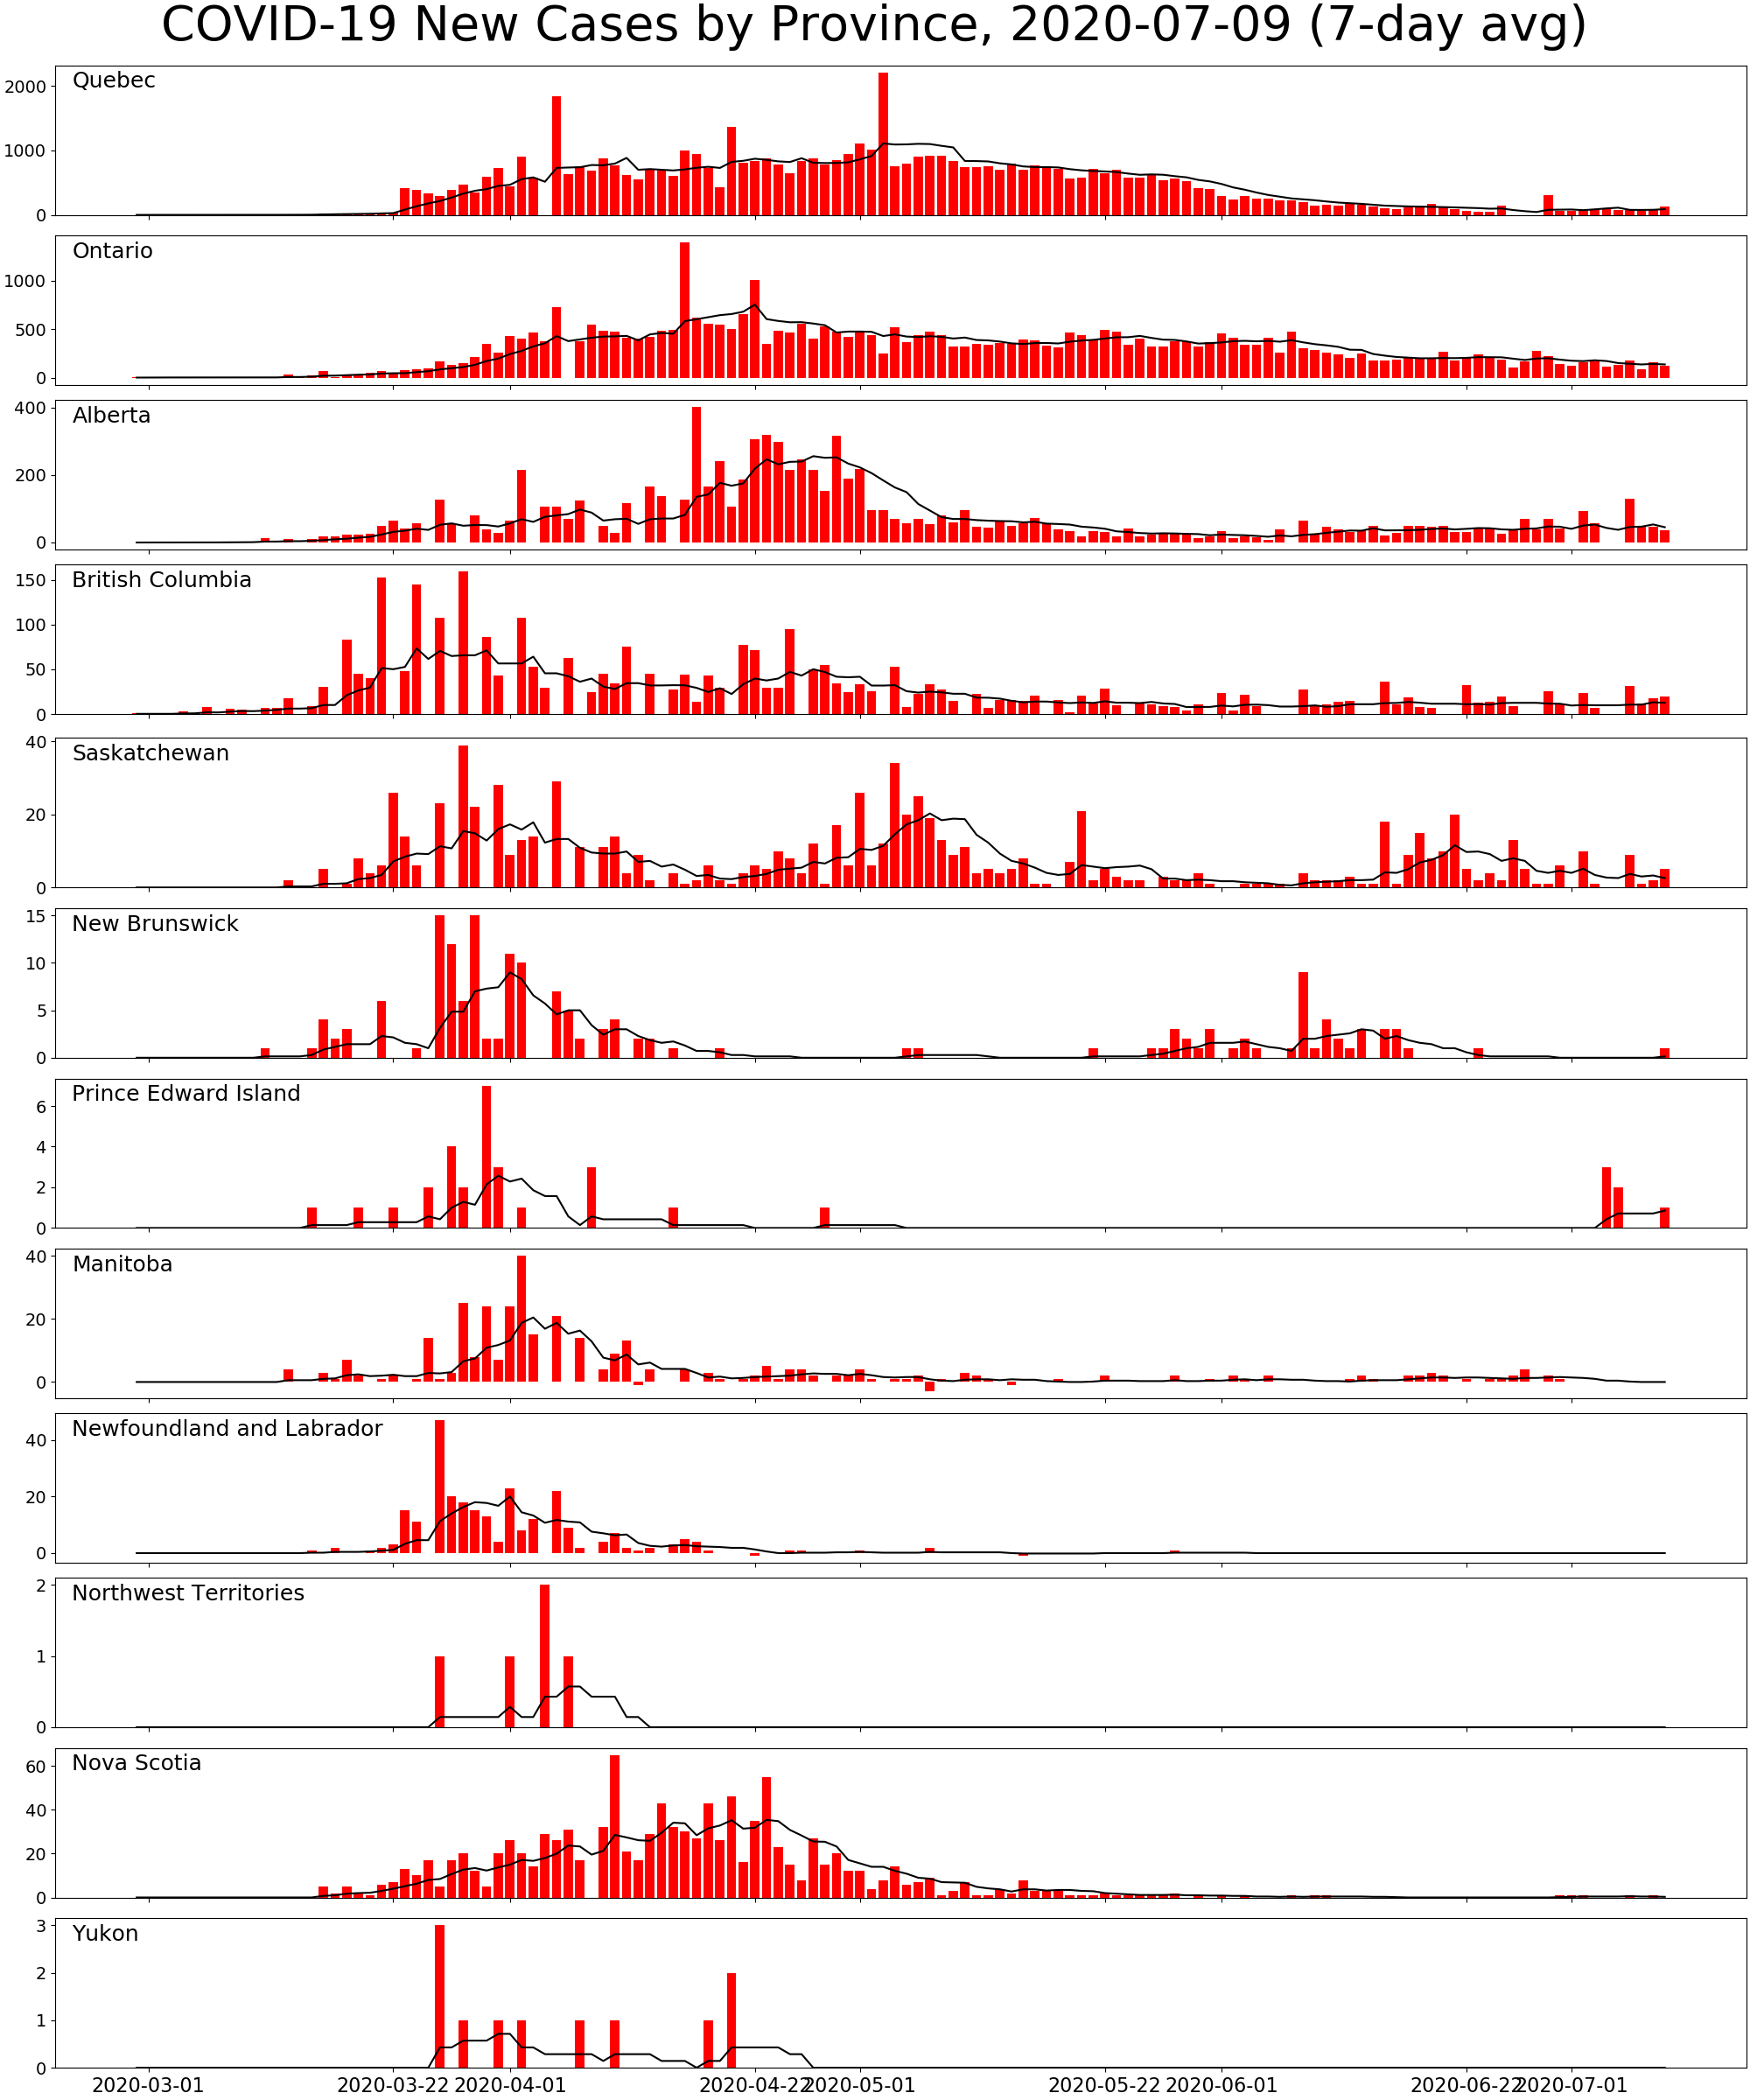 COVID-19 New Cases by Province, 2020-07-09 (7-day avg)
Quebec
2000
1000
0
Ontario
1000
500
0
Alberta
400
200
0
British Columbia
150
100
50
0
Saskatchewan
40
20
0
New Brunswick
15
10
5
0
Prince Edward Island
6
4
2
0
Manitoba
40
20
0
Newfoundland and Labrador
40
20
0
Northwest Territories
2
1
0
Nova Scotia
60
40
20
0
Yukon
3
2
1
0
2020-03-01 2020-03-22 2020-04-01 2020-04-22 2020-05-01 2020-05-22 2020-06-01 2020-06-22 2020-07-01